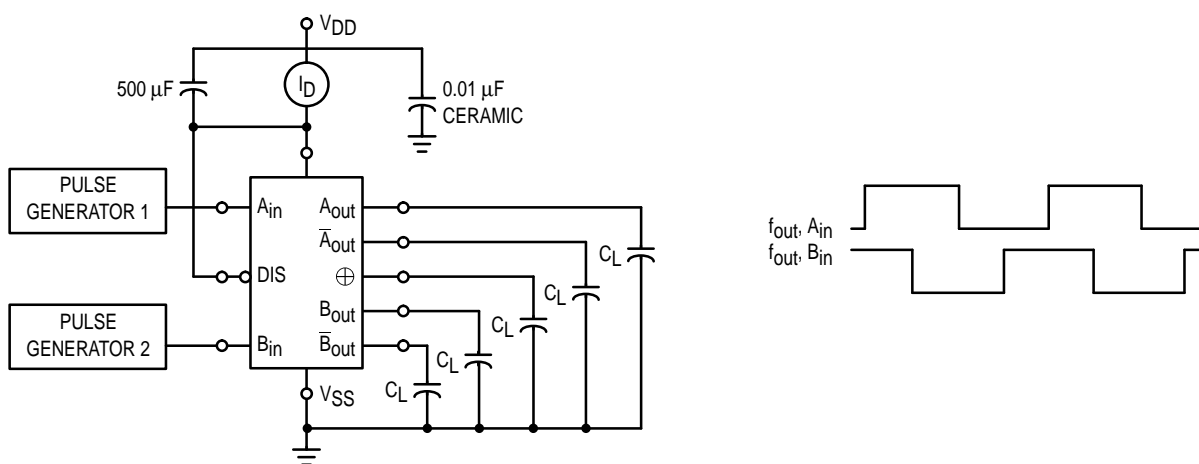 VDD
500 µF
ID
0.01 µF
CERAMIC
PULSE
GENERATOR 1
Ain
Aout
A̅out
CL
DIS
⊕
CL
PULSE
GENERATOR 2
Bin
Bout
B̅out
CL
CL
CL
VSS
fout, Ain
fout, Bin